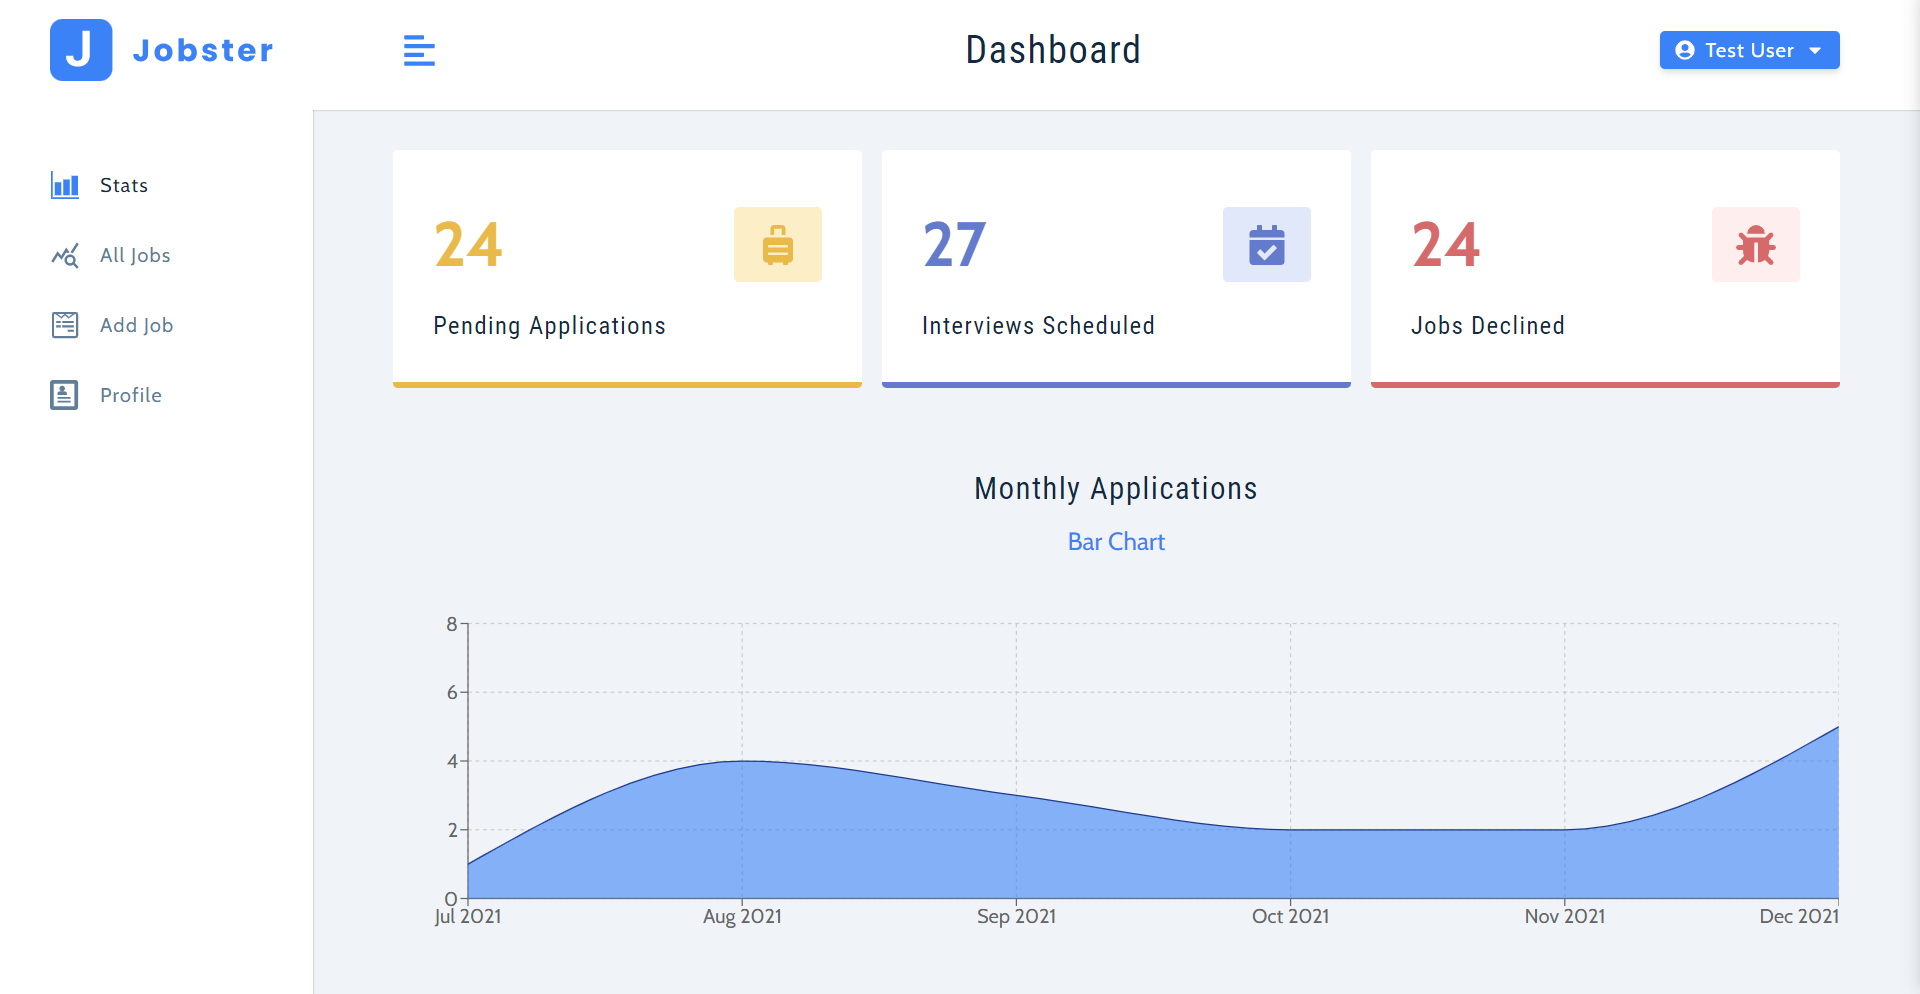 J Jobster
Dashboard
Test User
Stats
All Jobs
Add Job
Profile
24
Pending Applications
27
Interviews Scheduled
24
Jobs Declined
Monthly Applications
Bar Chart
8
6
4
2
0
Jul 2021 Aug 2021 Sep 2021 Oct 2021 Nov 2021 Dec 2021